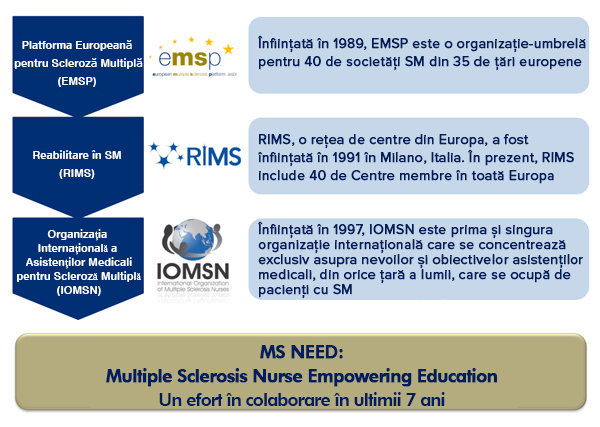 Platforma Europeană
pentru Scleroză Multiplă
(EMSP)
emsp
european multiple sclerosis platform aisbl
Înființată în 1989, EMSP este o organizație-umbrelă
pentru 40 de societăți SM din 35 de țări europene
Reabilitare în SM
(RIMS)
RIMS
RIMS, o rețea de centre din Europa, a fost
înființată în 1991 în Milano, Italia. În prezent, RIMS
include 40 de Centre membre în toată Europa
Organizația
Internațională a
Asistenților Medicali
pentru Scleroză Multiplă
(IOMSN)
IOMSN
International Organization
of Multiple Sclerosis Nurses
Înființată în 1997, IOMSN este prima și singura
organizație internațională care se concentrează
exclusiv asupra nevoilor și obiectivelor asistenților
medicali, din orice țară a lumii, care se ocupă de
pacienți cu SM
MS NEED:
Multiple Sclerosis Nurse Empowering Education
Un efort în colaborare în ultimii 7 ani